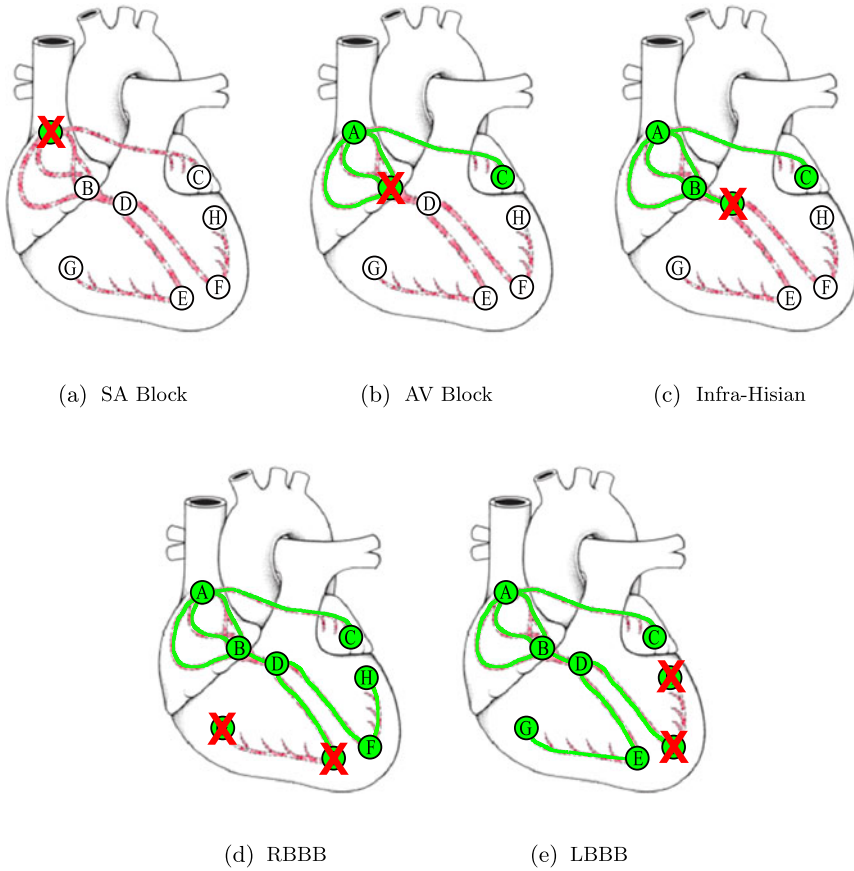 A A
B D C B D C B D C
H H H
G G G
E F E F E F
(a) SA Block (b) AV Block (c) Infra-Hisian
A A
B D C B D C
H
F G E
(d) RBBB (e) LBBB